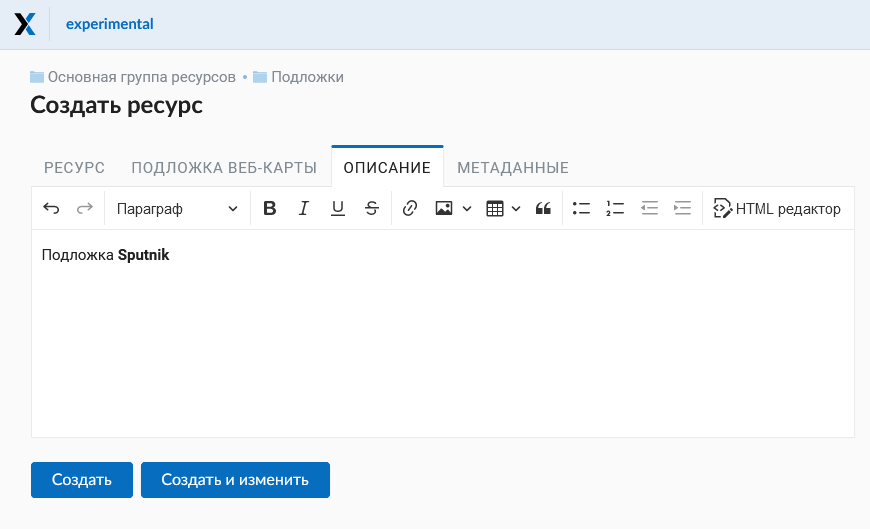 experimental
Основная группа ресурсов • Подложки
Создать ресурс
РЕСУРС ПОДЛОЖКА ВЕБ-КАРТЫ ОПИСАНИЕ МЕТАДАННЫЕ
Параграф B I U S HTML редактор
Подложка Sputnik
Создать Создать и изменить